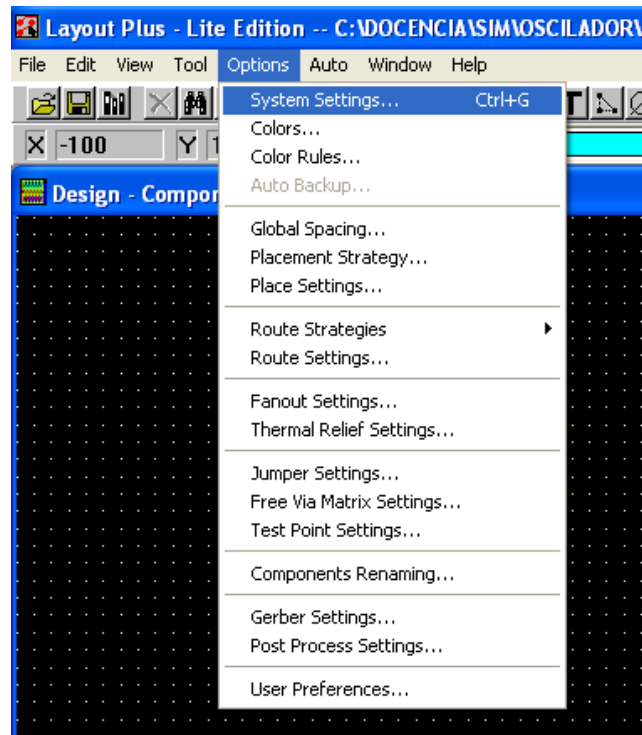 Layout Plus - Lite Edition -- C:\DOCENCIA\SIM\OSCILADOR\
File Edit View Tool Options Auto Window Help
X -100 Y 1
Design - Compon
System Settings... Ctrl+G
Colors...
Color Rules...
Auto Backup...
Global Spacing...
Placement Strategy...
Place Settings...
Route Strategies
Route Settings...
Fanout Settings...
Thermal Relief Settings...
Jumper Settings...
Free Via Matrix Settings...
Test Point Settings...
Components Renaming...
Gerber Settings...
Post Process Settings...
User Preferences...